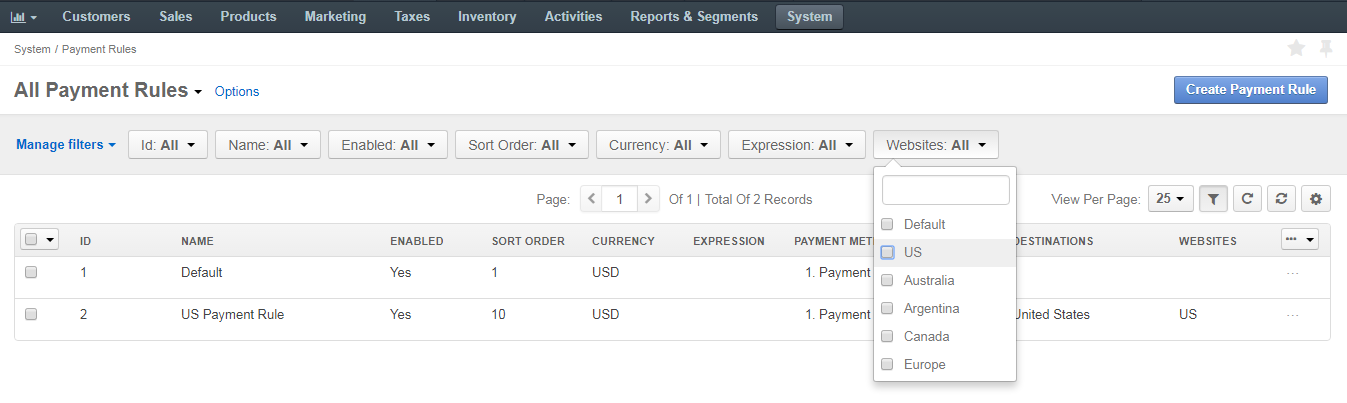 Customers Sales Products Marketing Taxes Inventory Activities Reports & Segments System
System / Payment Rules
All Payment Rules Options Create Payment Rule
Manage filters Id: All Name: All Enabled: All Sort Order: All Currency: All Expression: All Websites: All
Page: 1 Of 1 | Total Of 2 Records View Per Page: 25
Default
US
Australia
Argentina
Canada
Europe
ID NAME ENABLED SORT ORDER CURRENCY EXPRESSION PAYMENT WEBSITES
1 Default Yes 1 USD 1. Payment
2 US Payment Rule Yes 10 USD 1. Payment States US